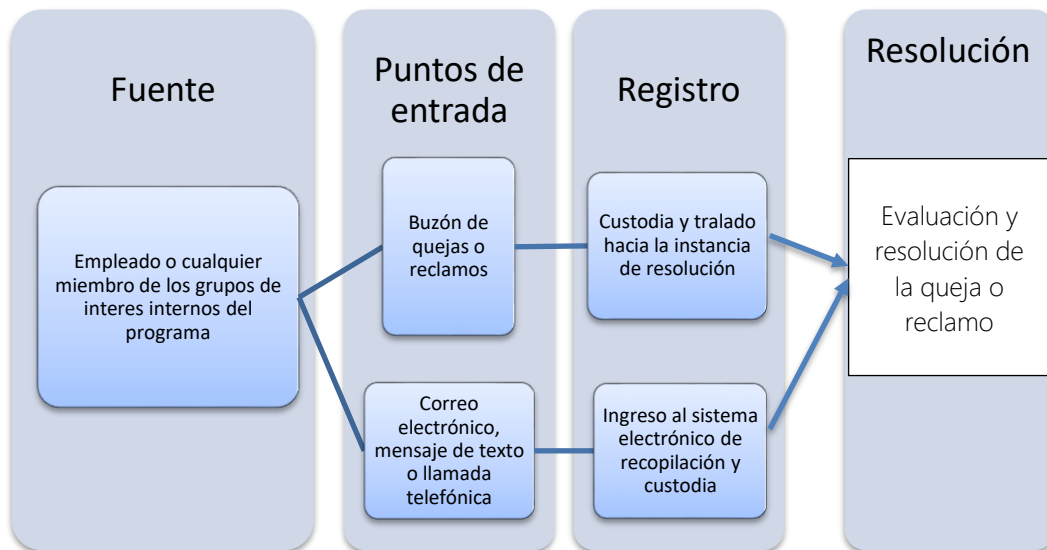 Fuente
Empleado o cualquier
miembro de los grupos de
interes internos del
programa
Puntos de
entrada
Buzón de
quejas o
reclamos
Correo
electrónico,
mensaje de texto
o llamada
telefónica
Registro
Custodia y tralado
hacia la instancia
de resolución
Ingreso al sistema
electrónico de
recopilación y
custodia
Resolución
Evaluación y
resolución de
la queja o
reclamo